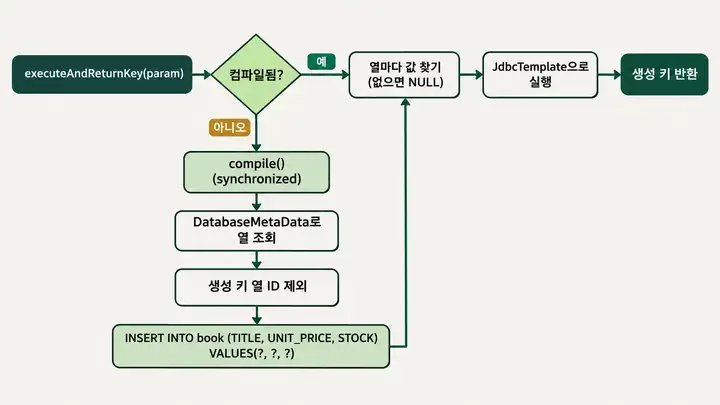 executeAndReturnKey(param)
컴파일됨?
예
열마다 값 찾기
(없으면 NULL)
JdbcTemplate으로
실행
생성 키 반환
아니오
compile()
(synchronized)
DatabaseMetaData로
열 조회
생성 키 열 ID 제외
INSERT INTO book (TITLE, UNIT_PRICE, STOCK)
VALUES(?, ?, ?)